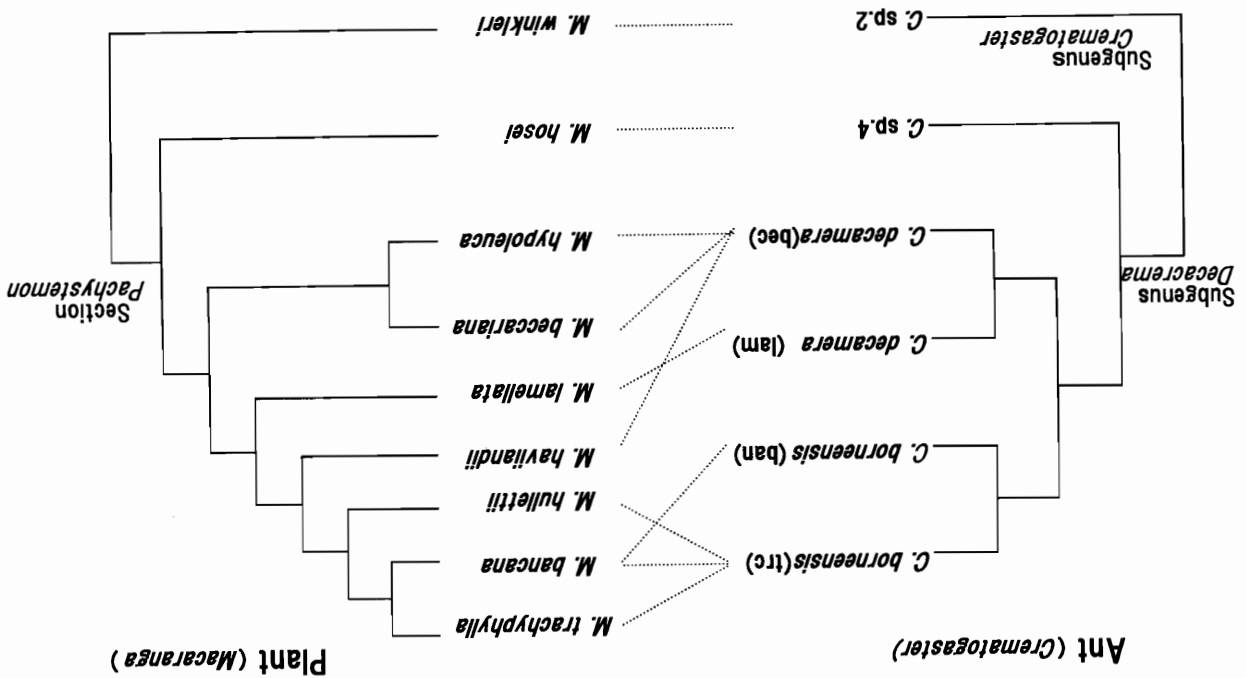 Ant (Crematogaster)
Plant (Macaranga)
C. borneensis (trc)
C. borneensis (ban)
C. decamera (lam)
C. decamera (bec)
C. sp.4
C. sp.2
Subgenus
Decacrema
Subgenus
Crematogaster
M. trachyphylla
M. bancana
M. hullettii
M. havilandii
M. lamellata
M. beccariana
M. hypoleuca
M. hosei
M. winkleri
Section
Pachystemon